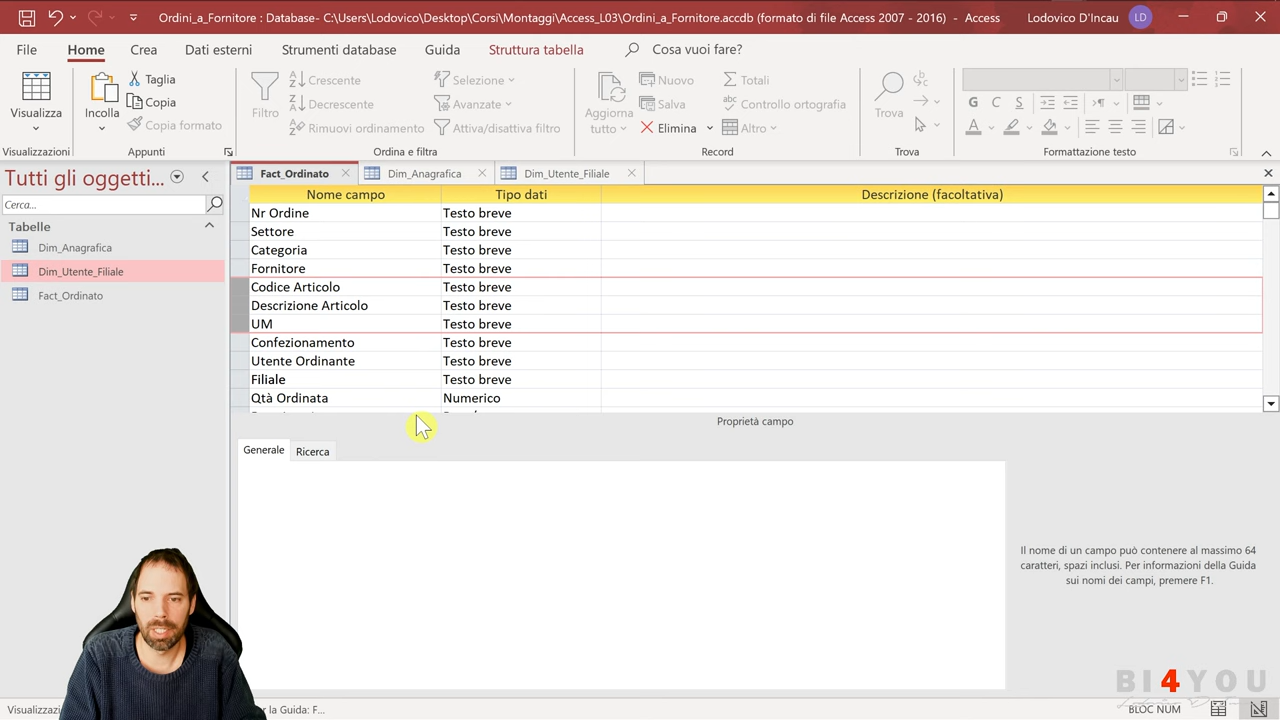 Ordini_a_Fornitore : Database- C:\Users\Lodovico\Desktop\Corsi\Montaggi\Access_L03\Ordini_a_Fornitore.accdb (formato di file Access 2007 - 2016) - Access
Lodovico D'Incau
LD
File
Home
Crea
Dati esterni
Strumenti database
Guida
Struttura tabella
Cosa vuoi fare?
Visualizza
Incolla
Taglia
Copia
Copia formato
Filtro
Crescente
Decrescente
Rimuovi ordinamento
Selezione
Avanzate
Attiva/disattiva filtro
Aggiorna tutto
Nuovo
Salva
Elimina
Totali
Controllo ortografia
Altro
Trova
G C S
Visualizzazioni
Appunti
Ordina e filtra
Record
Trova
Formattazione testo
Tutti gli oggetti...
Cerca...
Tabelle
Dim_Anagrafica
Dim_Utente_Filiale
Fact_Ordinato
Fact_Ordinato
Dim_Anagrafica
Dim_Utente_Filiale
Nome campo Tipo dati Descrizione (facoltativa)
Nr Ordine Testo breve
Settore Testo breve
Categoria Testo breve
Fornitore Testo breve
Codice Articolo Testo breve
Descrizione Articolo Testo breve
UM Testo breve
Confezionamento Testo breve
Utente Ordinante Testo breve
Filiale Testo breve
Qtà Ordinata Numerico
Proprietà campo
Generale
Ricerca
Il nome di un campo può contenere al massimo 64
caratteri, spazi inclusi. Per informazioni della Guida
sui nomi dei campi, premere F1.
BI4YOU
Visualizzazi
r la Guida: F...
BLOC NUM